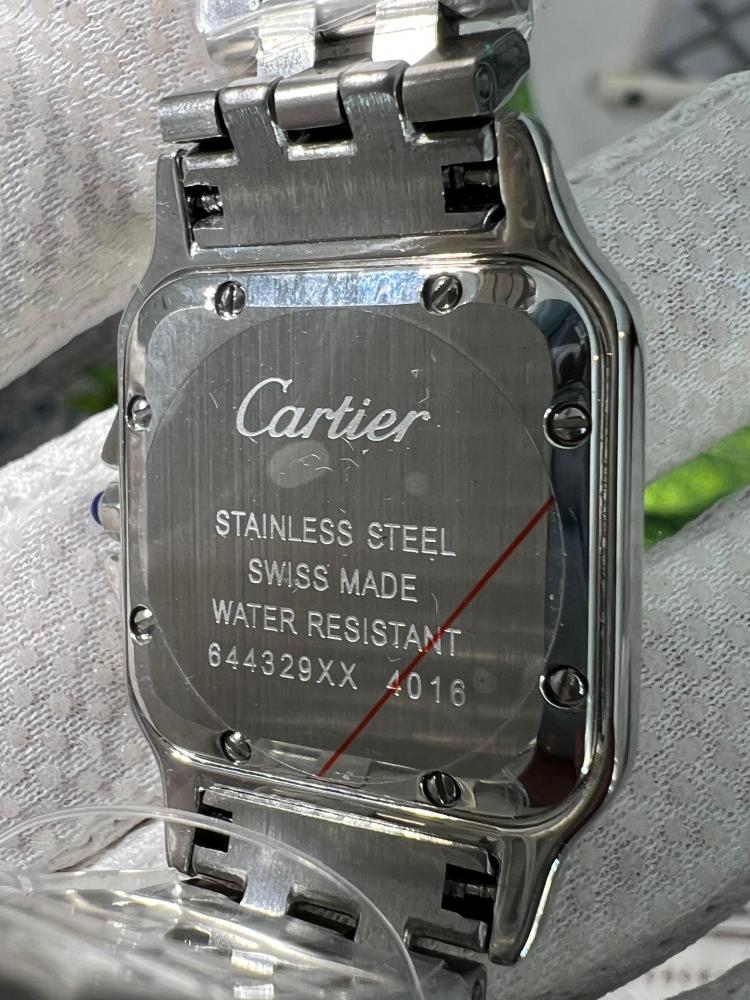 Cartier
STAINLESS STEEL
SWISS MADE
WATER RESISTANT
644329XX 4016